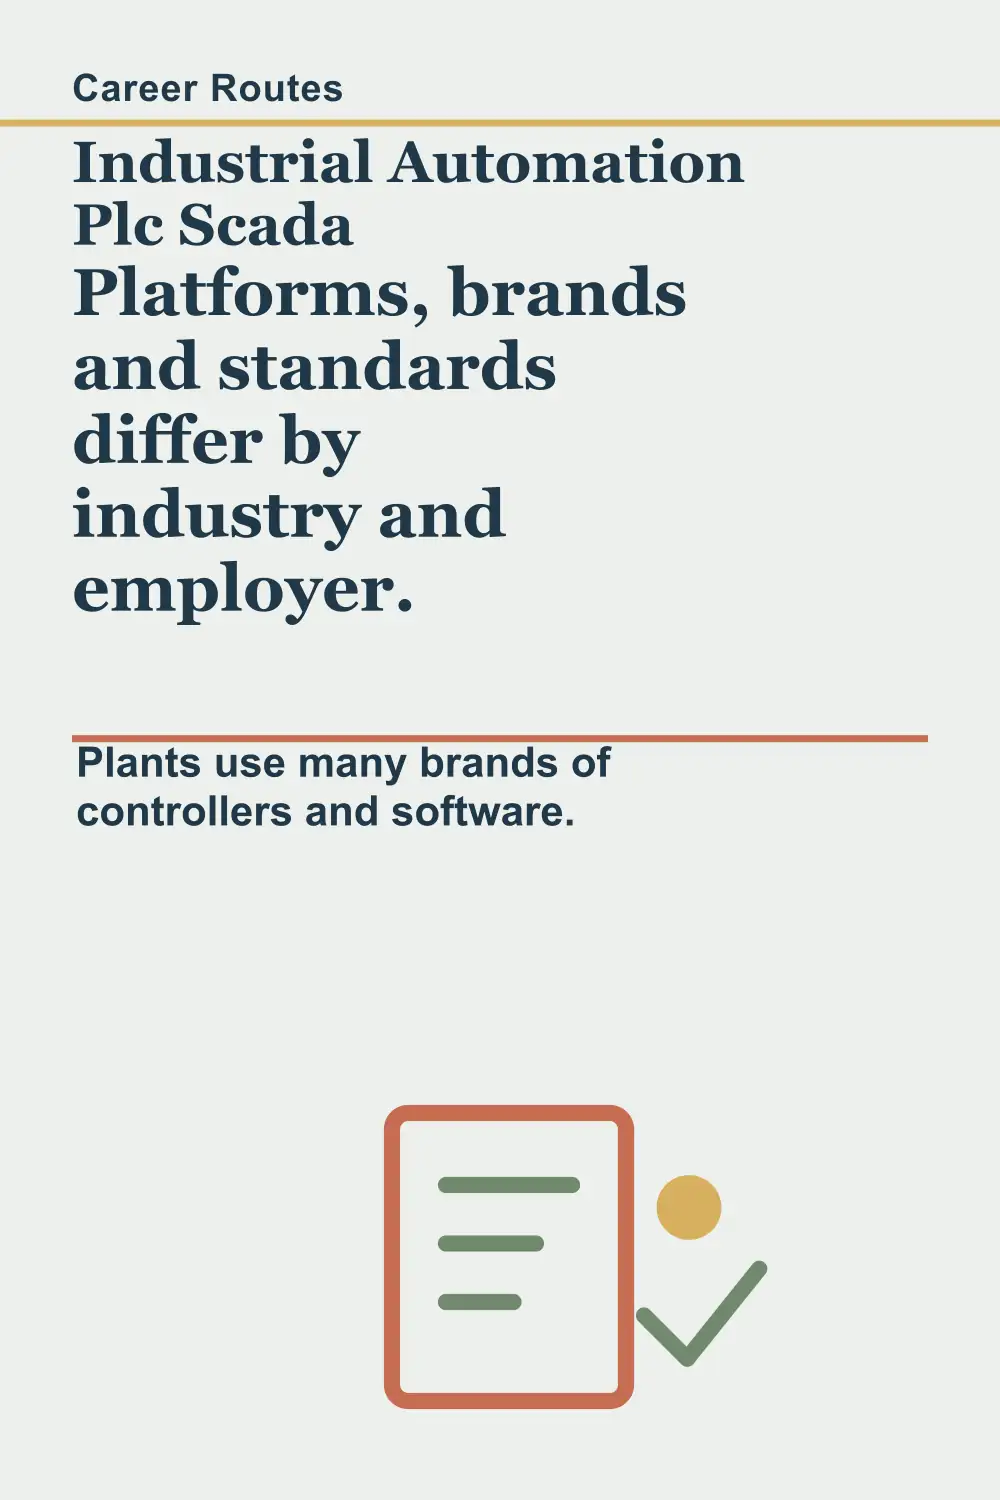 Career Routes
Industrial Automation
Plc Scada
Platforms, brands
and standards
differ by
industry and
employer.
Plants use many brands of
controllers and software.